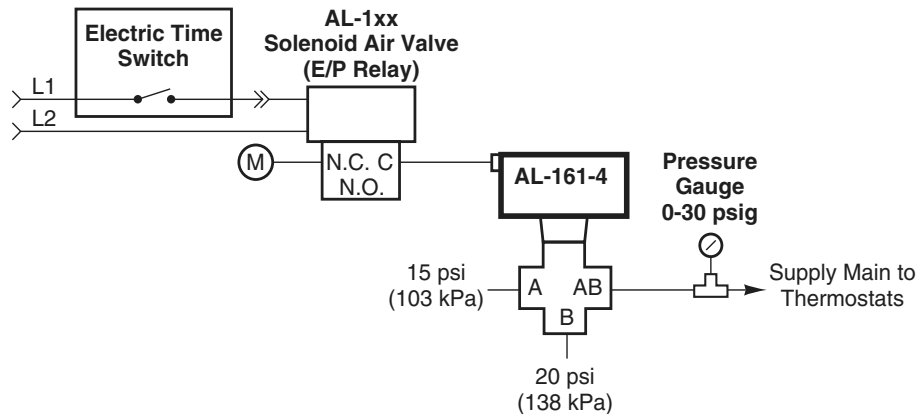 Electric Time
Switch
AL-1xx
Solenoid Air Valve
(E/P Relay)
L1
L2
M
N.C. C
N.O.
AL-161-4
Pressure
Gauge
0-30 psig
15 psi
(103 kPa)
A AB
B
Supply Main to
Thermostats
20 psi
(138 kPa)